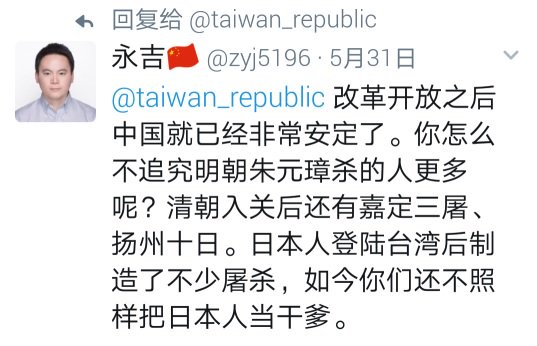 回复给 @taiwan_republic
永吉🇨🇳 @zyj5196 · 5月31日
@taiwan_republic 改革开放之后
中国就已经非常安定了。你怎么
不追究明朝朱元璋杀的人更多
呢？清朝入关后还有嘉定三屠、
扬州十日。日本人登陆台湾后制
造了不少屠杀，如今你们还不照
样把日本人当干爹。